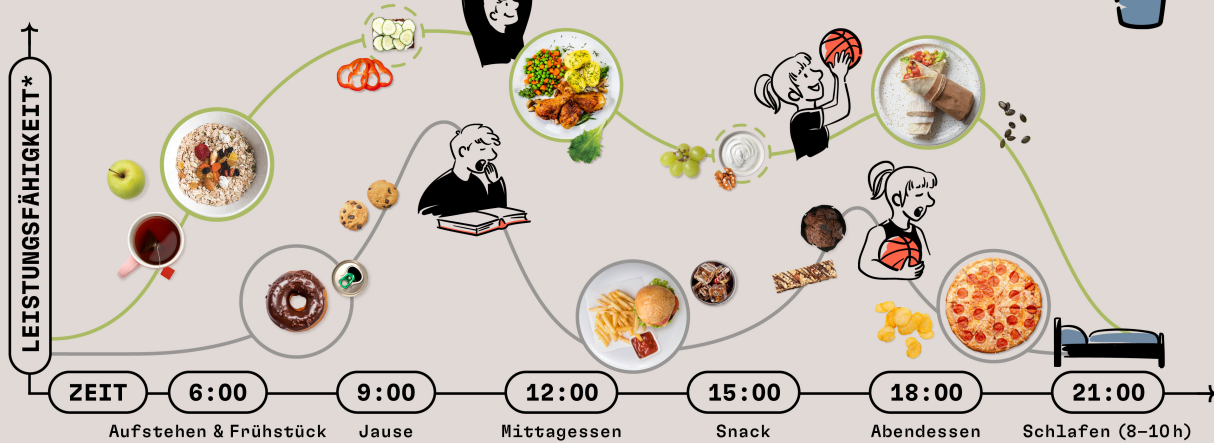 LEISTUNGSFÄHIGKEIT*
ZEIT
6:00
9:00
12:00
15:00
18:00
21:00
Aufstehen & Frühstück
Jause
Mittagessen
Snack
Abendessen
Schlafen (8–10h)